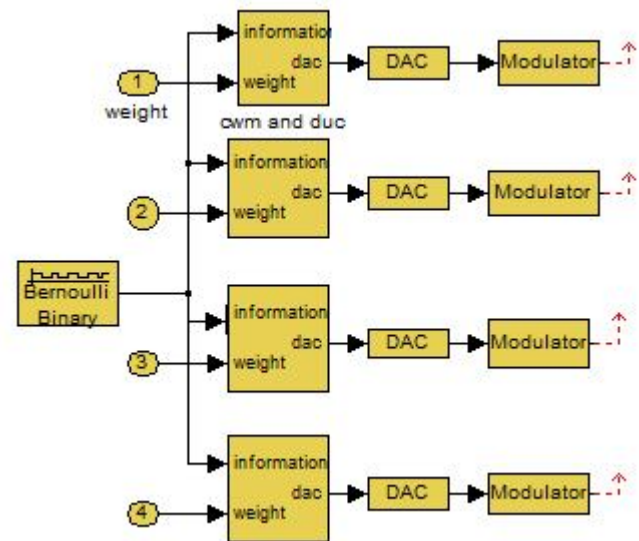 information
dac
weight
DAC
Modulator
1
weight
cwm and duc
information
dac
weight
DAC
Modulator
2
Bernoulli
Binary
information
dac
weight
DAC
Modulator
3
information
dac
weight
DAC
Modulator
4